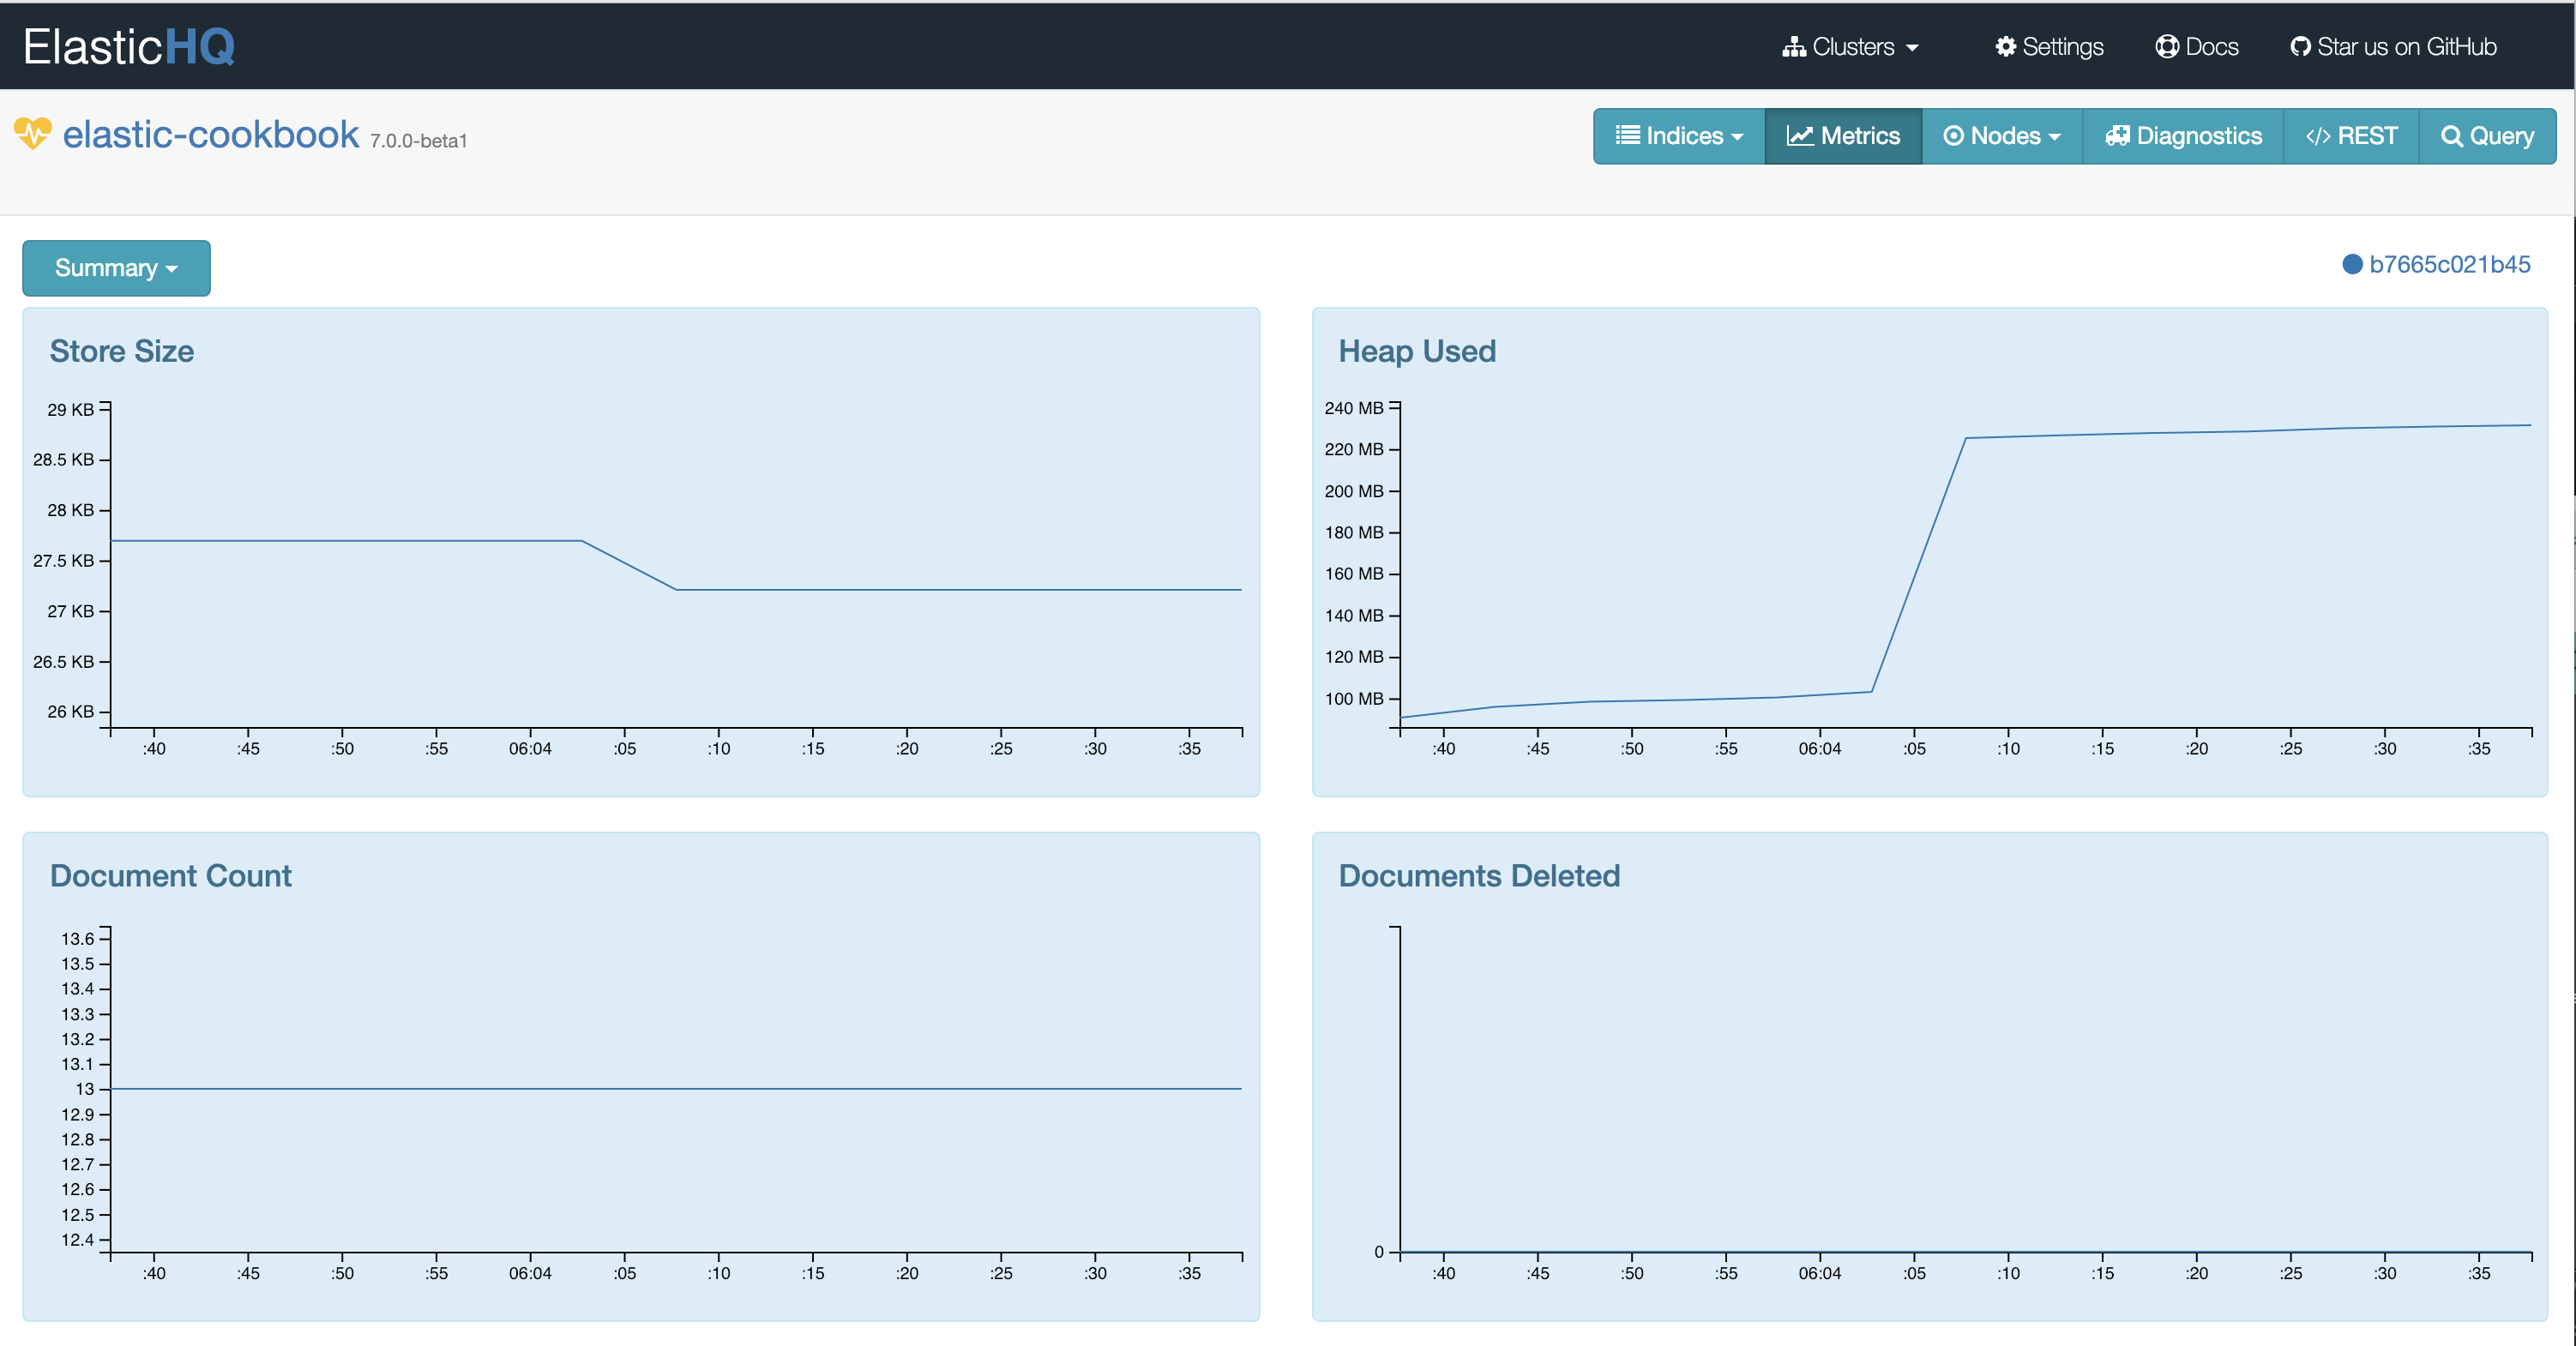 ElasticHQ Clusters Settings Docs Star us on GitHub
elastic-cookbook 7.0.0-beta1 Indices Metrics Nodes Diagnostics </> REST Query
Summary b7665c021b45
Store Size
29 KB
28.5 KB
28 KB
27.5 KB
27 KB
26.5 KB
26 KB
:40 :45 :50 :55 06:04 :05 :10 :15 :20 :25 :30 :35
Heap Used
240 MB
220 MB
200 MB
180 MB
160 MB
140 MB
120 MB
100 MB
:40 :45 :50 :55 06:04 :05 :10 :15 :20 :25 :30 :35
Document Count
13.6
13.5
13.4
13.3
13.2
13.1
13
12.9
12.8
12.7
12.6
12.5
12.4
:40 :45 :50 :55 06:04 :05 :10 :15 :20 :25 :30 :35
Documents Deleted
0
:40 :45 :50 :55 06:04 :05 :10 :15 :20 :25 :30 :35